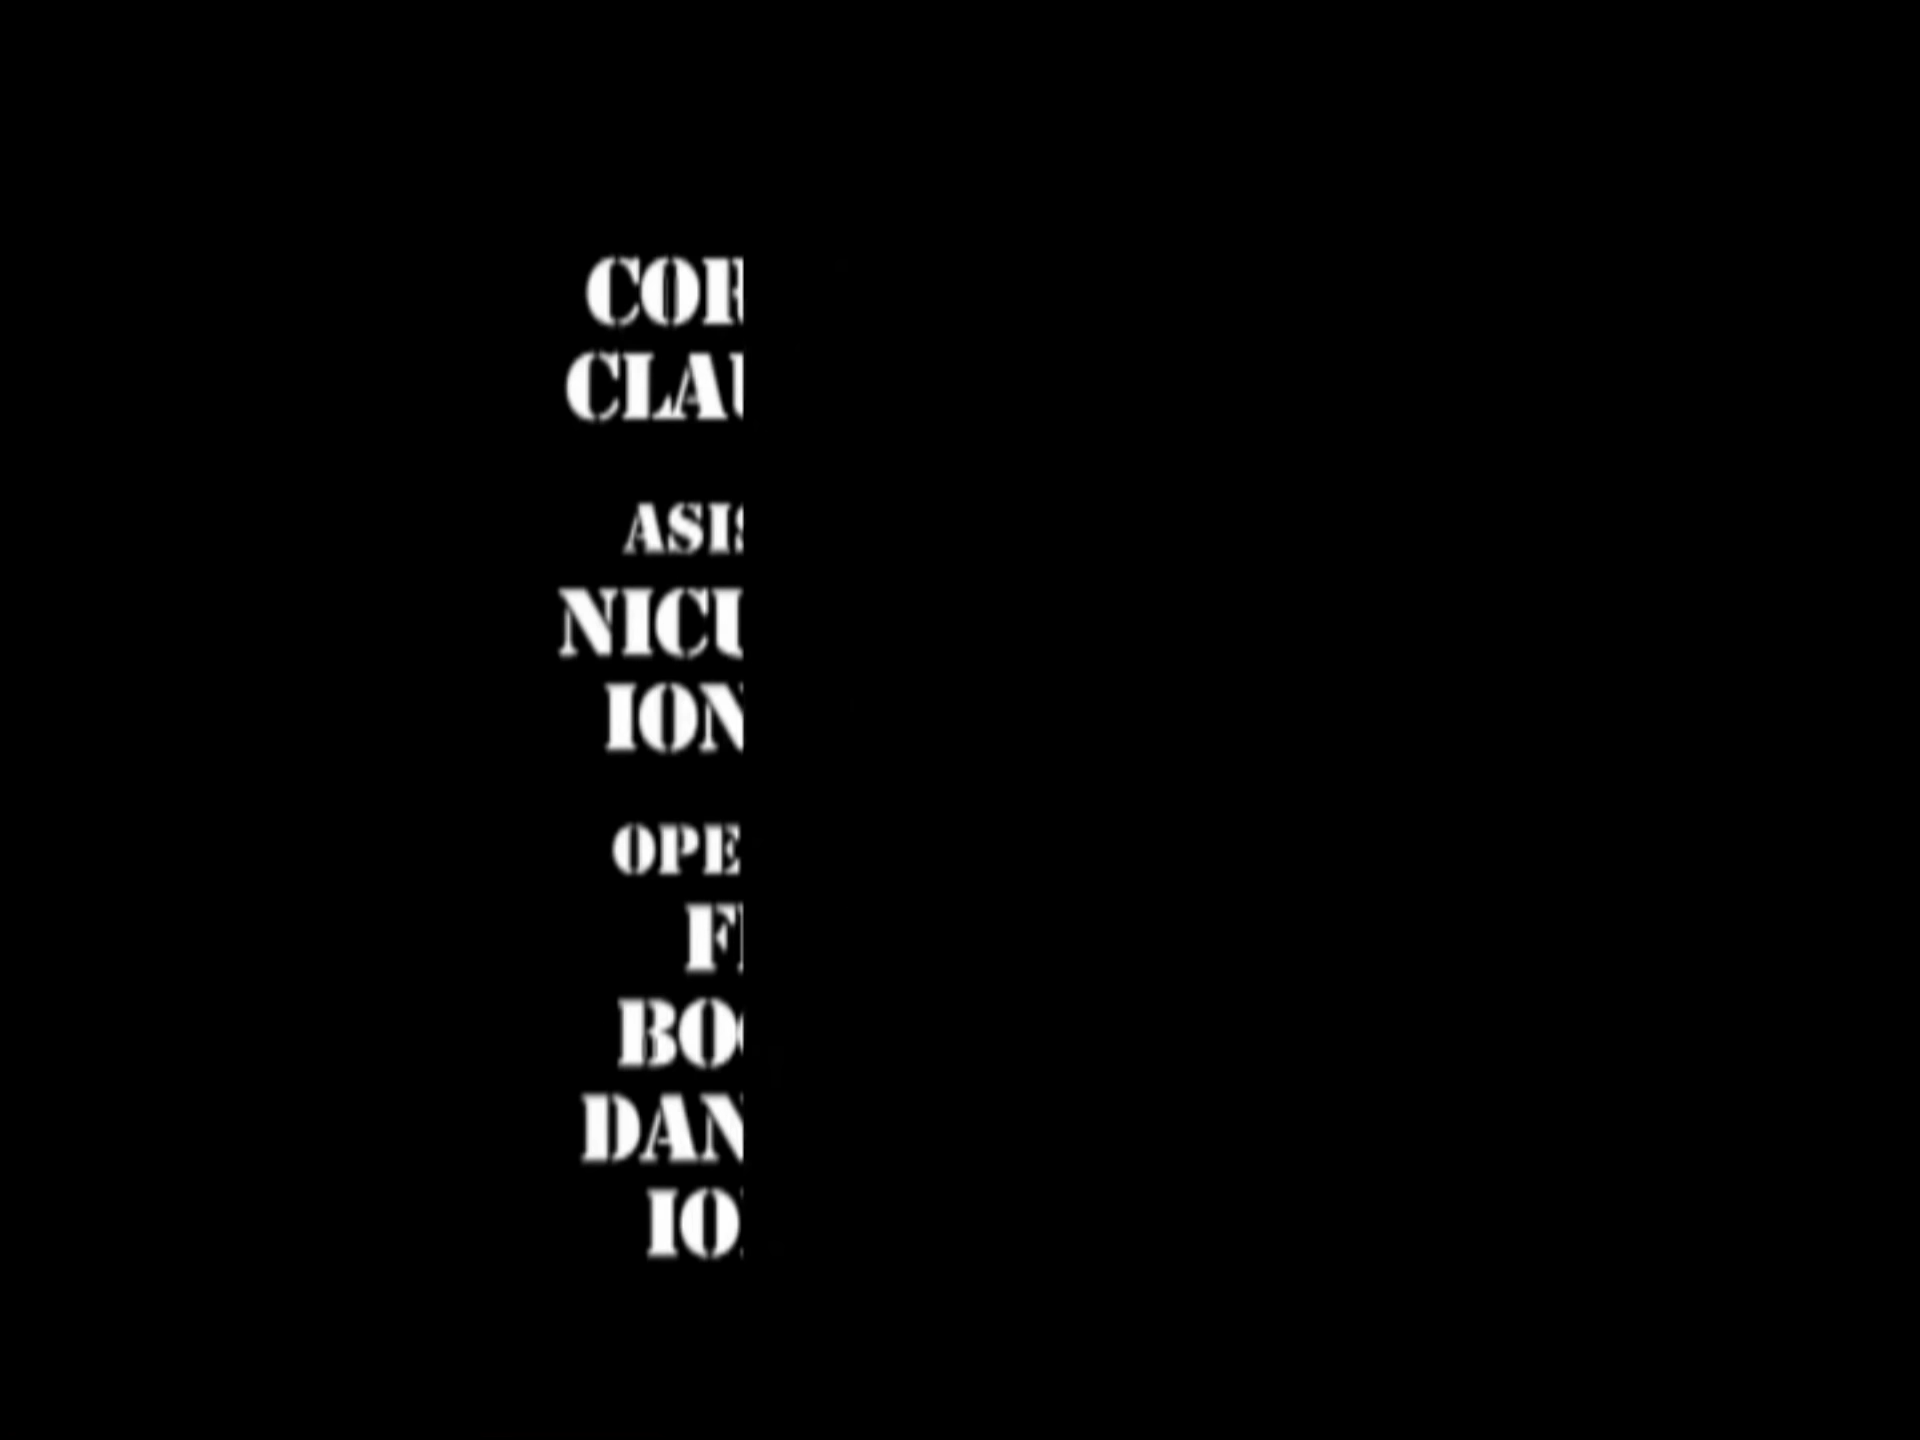 COR
CLAU
ASIS
NICU
ION
OPE
F
BO
DAN
IO